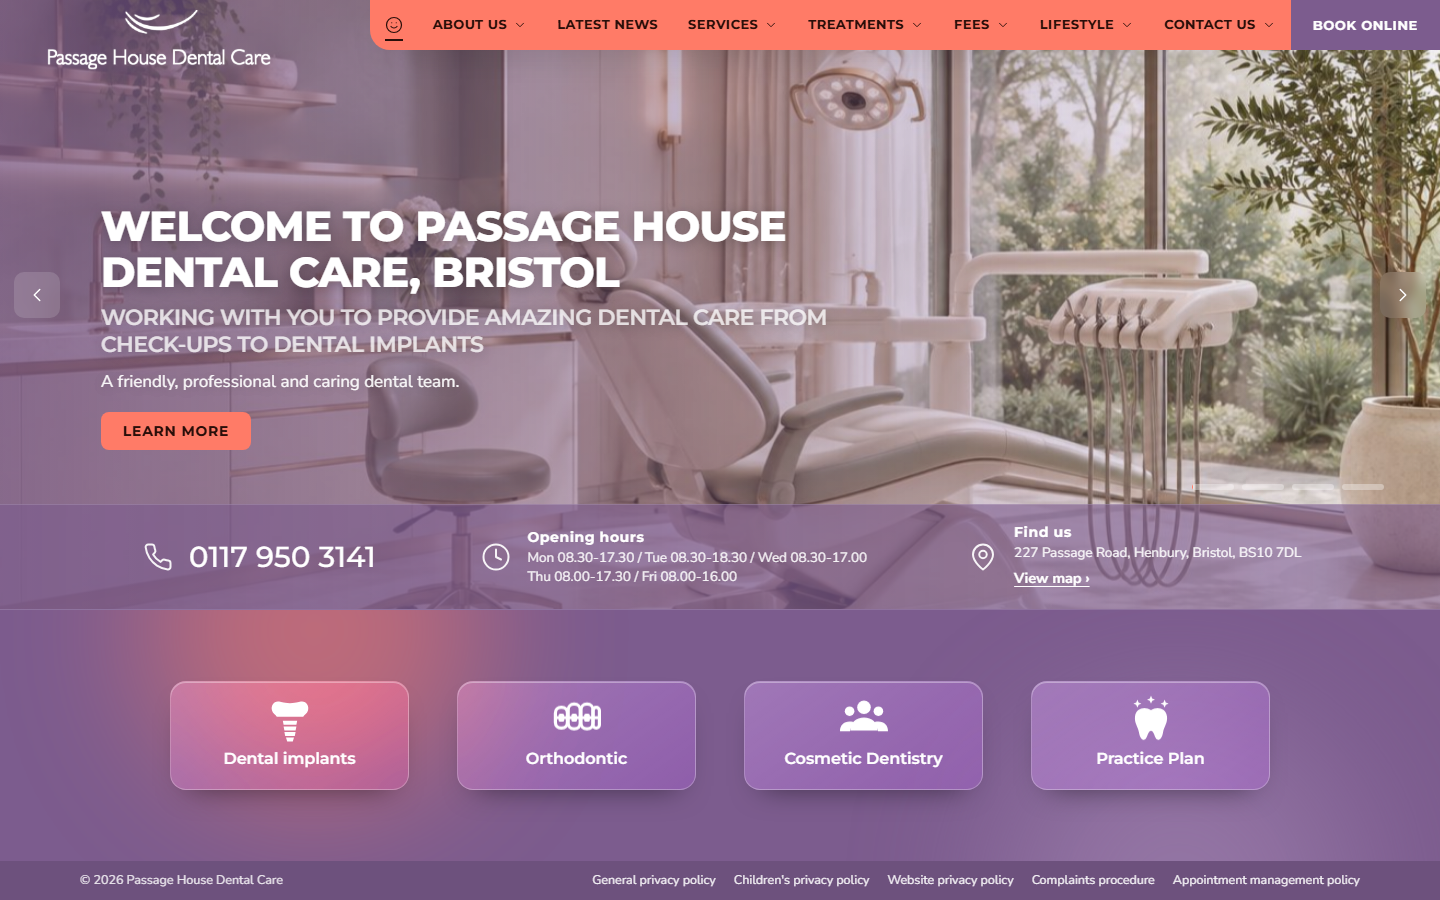 Passage House Dental Care
ABOUT US
LATEST NEWS
SERVICES
TREATMENTS
FEES
LIFESTYLE
CONTACT US
BOOK ONLINE
WELCOME TO PASSAGE HOUSE
DENTAL CARE, BRISTOL
WORKING WITH YOU TO PROVIDE AMAZING DENTAL CARE FROM
CHECK-UPS TO DENTAL IMPLANTS
A friendly, professional and caring dental team.
LEARN MORE
0117 950 3141
Opening hours
Mon 08.30-17.30 / Tue 08.30-18.30 / Wed 08.30-17.00
Thu 08.00-17.30 / Fri 08.00-16.00
Find us
227 Passage Road, Henbury, Bristol, BS10 7DL
View map ›
Dental implants
Orthodontic
Cosmetic Dentistry
Practice Plan
© 2026 Passage House Dental Care
General privacy policy
Children's privacy policy
Website privacy policy
Complaints procedure
Appointment management policy